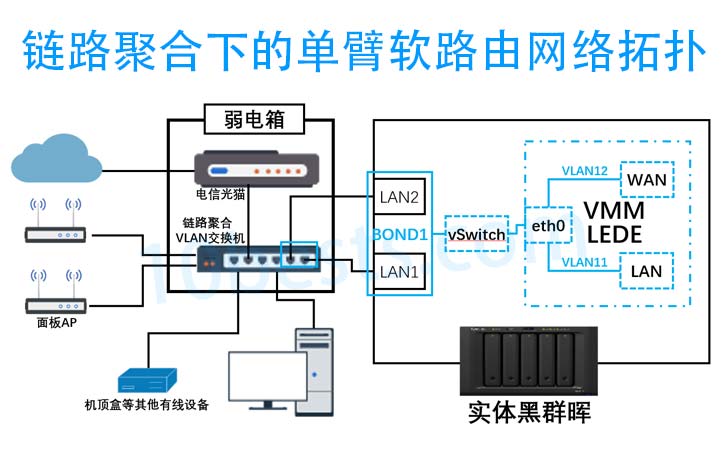 链路聚合下的单臂软路由网络拓扑
弱电箱
电信光猫
链路聚合
VLAN交换机
面板AP
机顶盒等其他有线设备
LAN2
BOND1
LAN1
vSwitch
eth0
VLAN12
WAN
VMM
LEDE
VLAN11
LAN
实体黑群晖
10bests.com